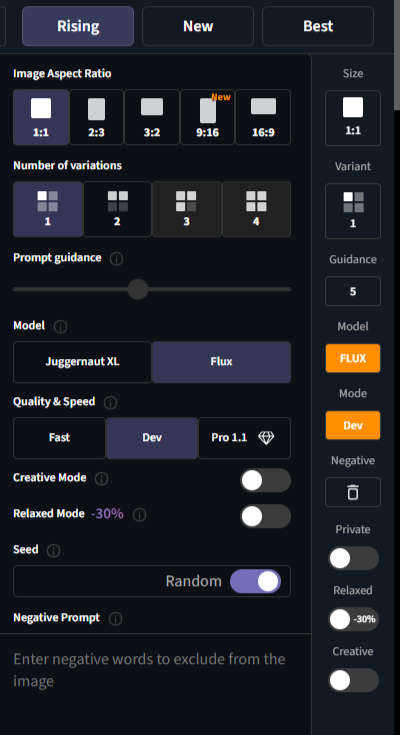 Rising
New
Best
Image Aspect Ratio
1:1
2:3
3:2
New
9:16
16:9
Number of variations
1
2
3
4
Prompt guidance
Model
Juggernaut XL
Flux
Quality & Speed
Fast
Dev
Pro 1.1
Creative Mode
Relaxed Mode -30%
Seed
Random
Negative Prompt
Enter negative words to exclude from the
image
Size
1:1
Variant
1
Guidance
5
Model
FLUX
Mode
Dev
Negative
Private
Relaxed
-30%
Creative